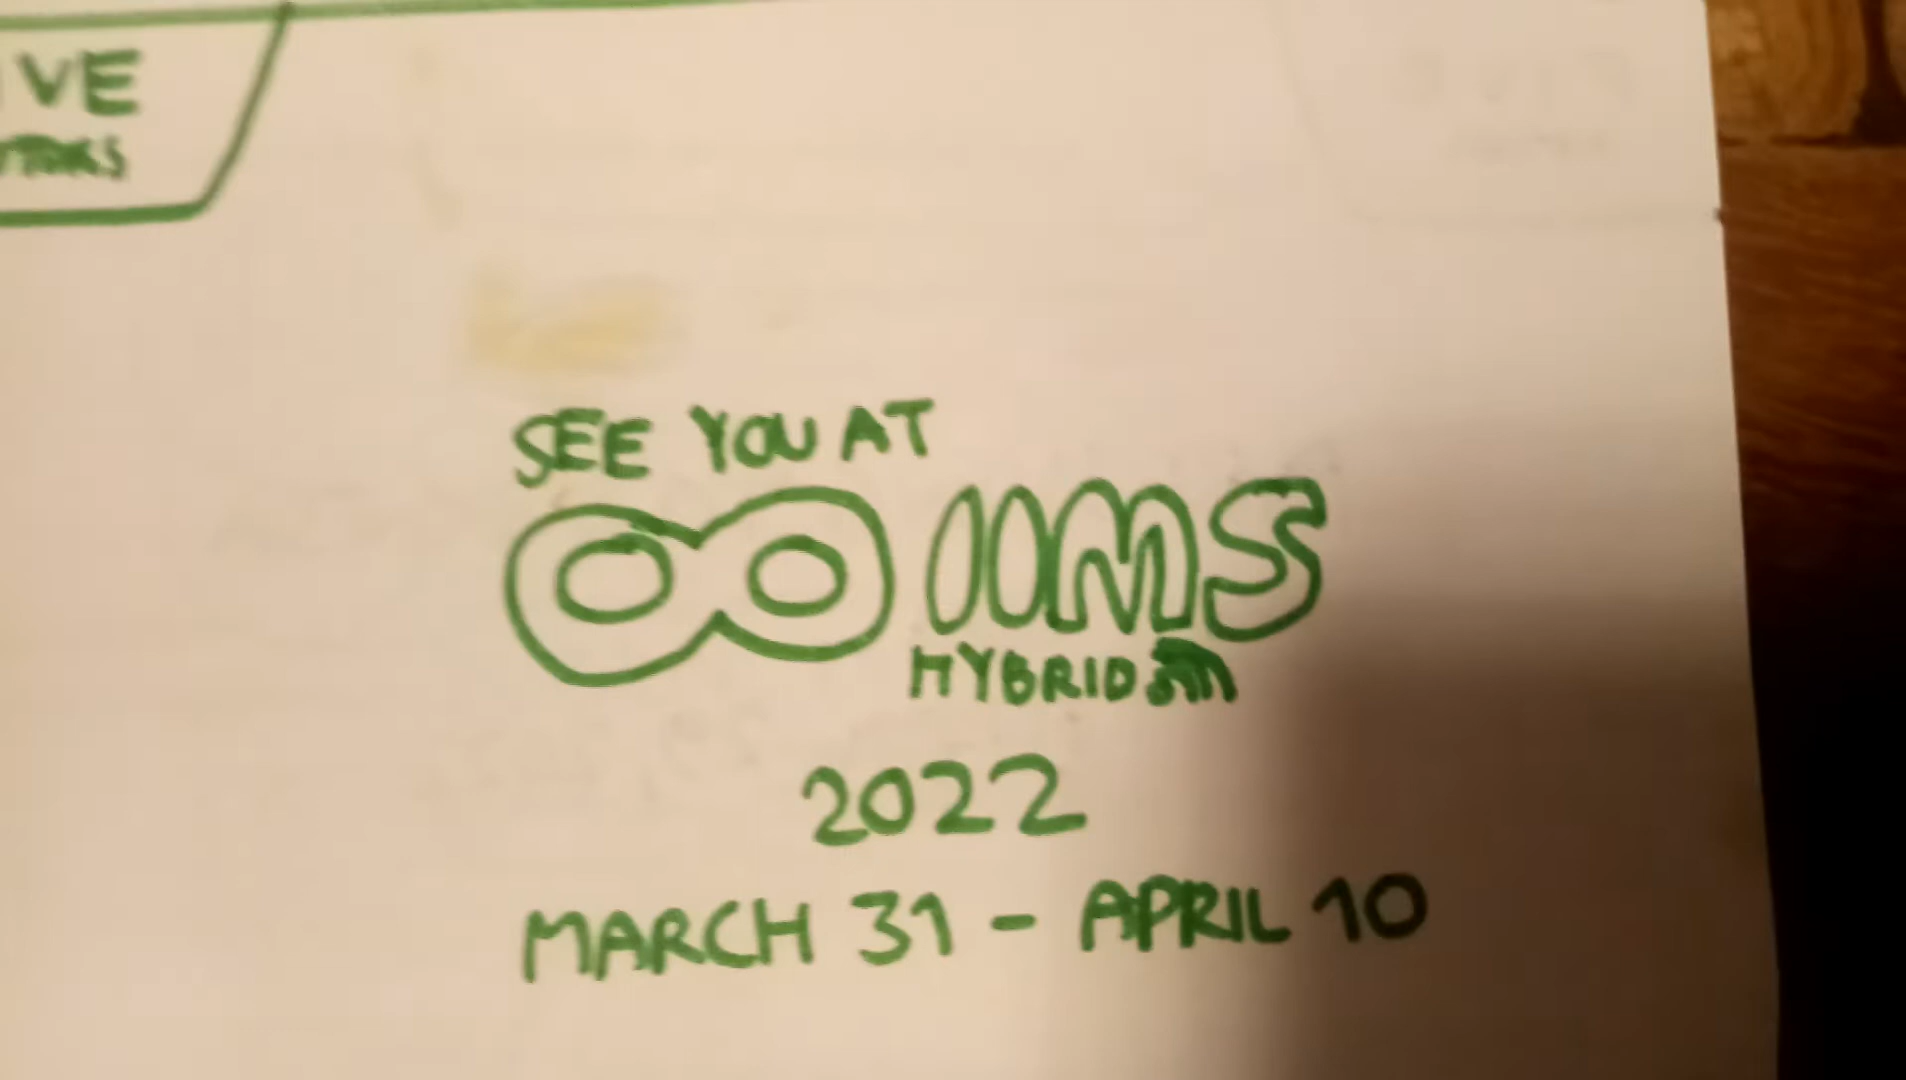 VE
SEE YOU AT
IIMS
HYBRID
2022
MARCH 31 - APRIL 10